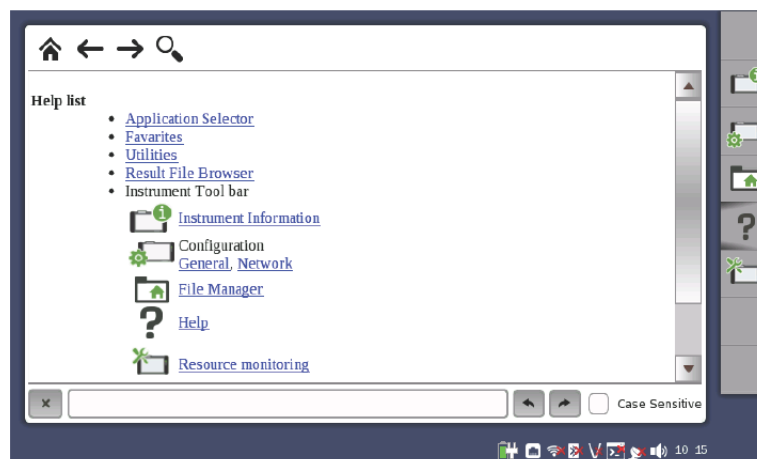 Help list
Application Selector
Favarites
Utilities
Result File Browser
Instrument Tool bar
Instrument Information
Configuration
General, Network
File Manager
Help
Resource monitoring
Case Sensitive
10 15